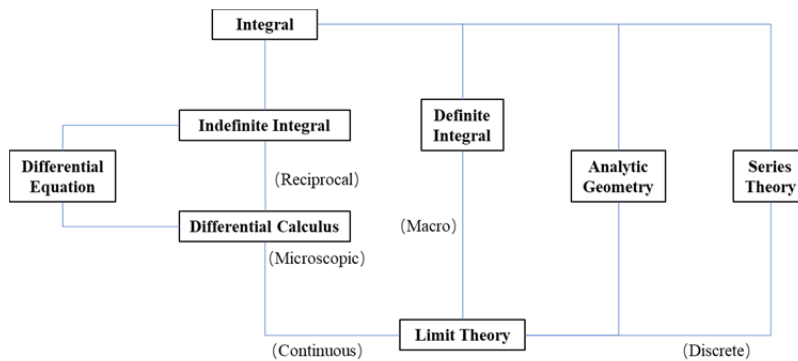 Integral
Indefinite Integral
Definite
Integral
Differential
Equation
Analytic
Geometry
Series
Theory
(Reciprocal)
Differential Calculus
(Macro)
(Microscopic)
Limit Theory
(Continuous)
(Discrete)